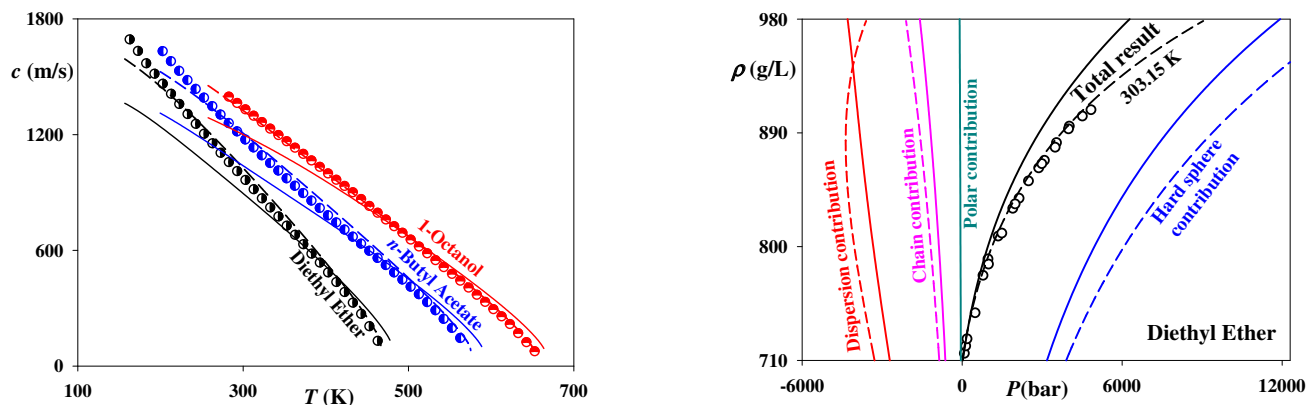 1800
c (m/s)
1200
600
0
100
300
500
700
T (K)
1-Octanol
n-Butyl Acetate
Diethyl Ether
980
ρ (g/L)
890
800
710
-6000
0
6000
12000
P(bar)
Dispersion contribution
Chain contribution
Polar contribution
Total result
303.15 K
Hard sphere
contribution
Diethyl Ether